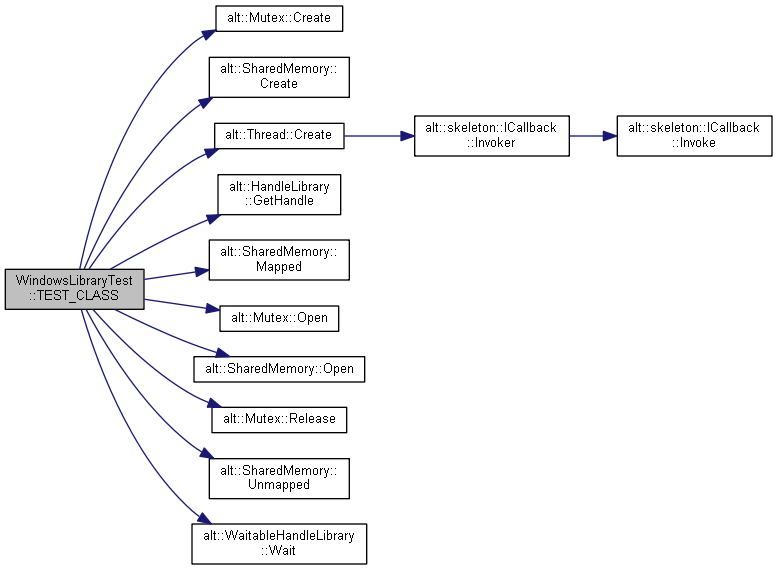 WindowsLibraryTest
::TEST_CLASS
alt::Mutex::Create
alt::SharedMemory::
Create
alt::Thread::Create
alt::skeleton::ICallback
::Invoker
alt::skeleton::ICallback
::Invoke
alt::HandleLibrary
::GetHandle
alt::SharedMemory::
Mapped
alt::Mutex::Open
alt::SharedMemory::Open
alt::Mutex::Release
alt::SharedMemory::
Unmapped
alt::WaitableHandleLibrary
::Wait